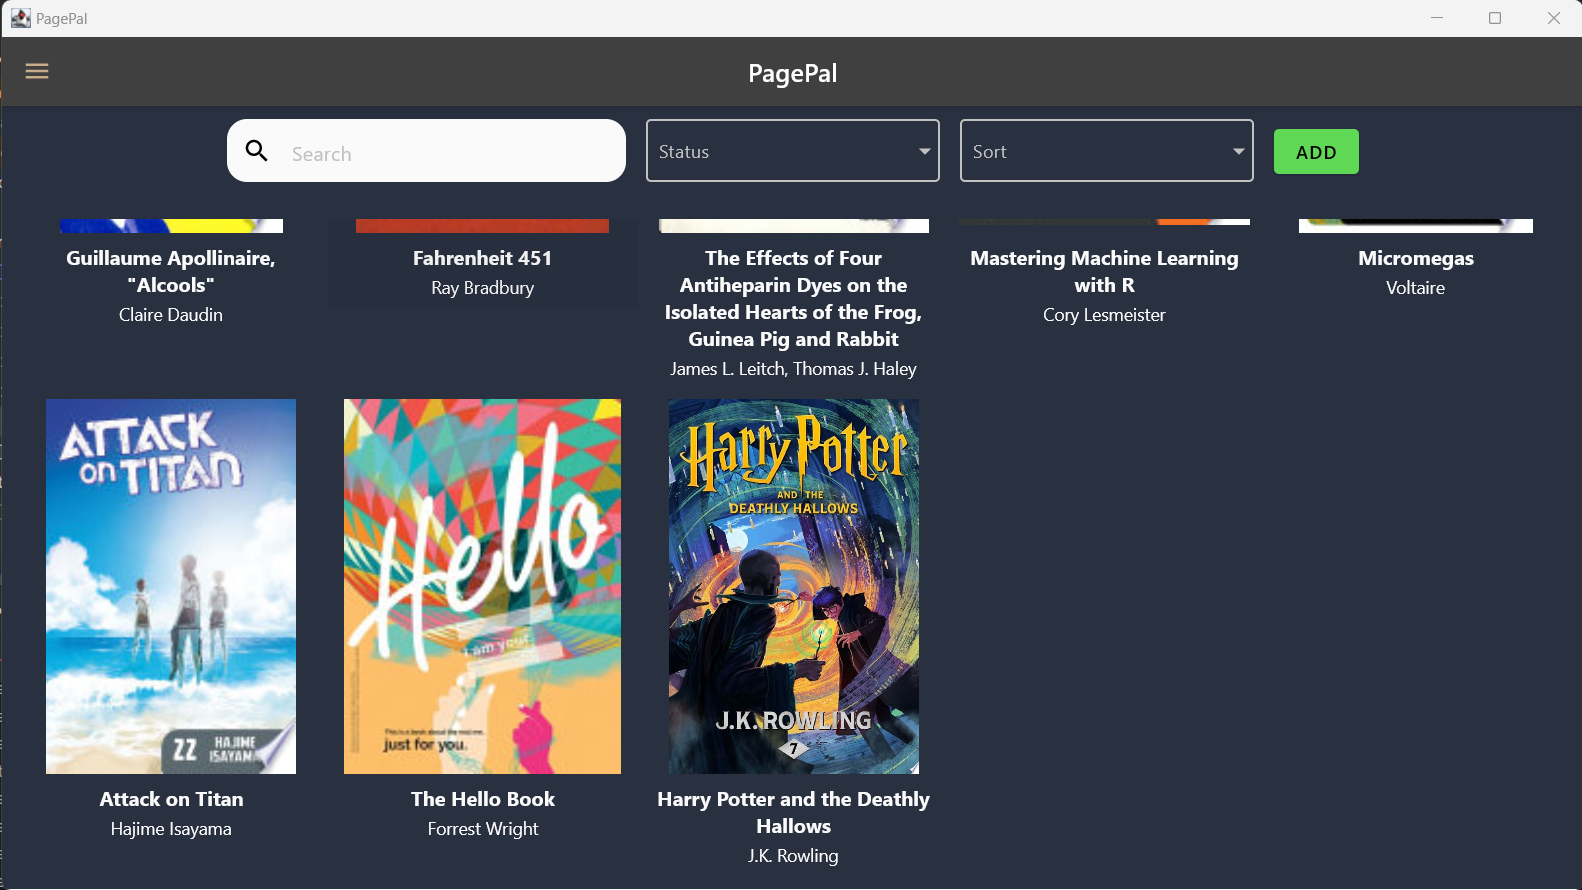 PagePal
PagePal
Search
Status
Sort
ADD
Guillaume Apollinaire,
"Alcools"
Claire Daudin
Fahrenheit 451
Ray Bradbury
The Effects of Four
Antiheparin Dyes on the
Isolated Hearts of the Frog,
Guinea Pig and Rabbit
James L. Leitch, Thomas J. Haley
Mastering Machine Learning
with R
Cory Lesmeister
Micromegas
Voltaire
ATTACK
ON TITAN
22
HAJIME
ISAYAMA
Attack on Titan
Hajime Isayama
Hello
I am your
This is a book about the real me,
just for you.
The Hello Book
Forrest Wright
Harry Potter
AND THE
DEATHLY HALLOWS
J.K. ROWLING
7
Harry Potter and the Deathly
Hallows
J.K. Rowling